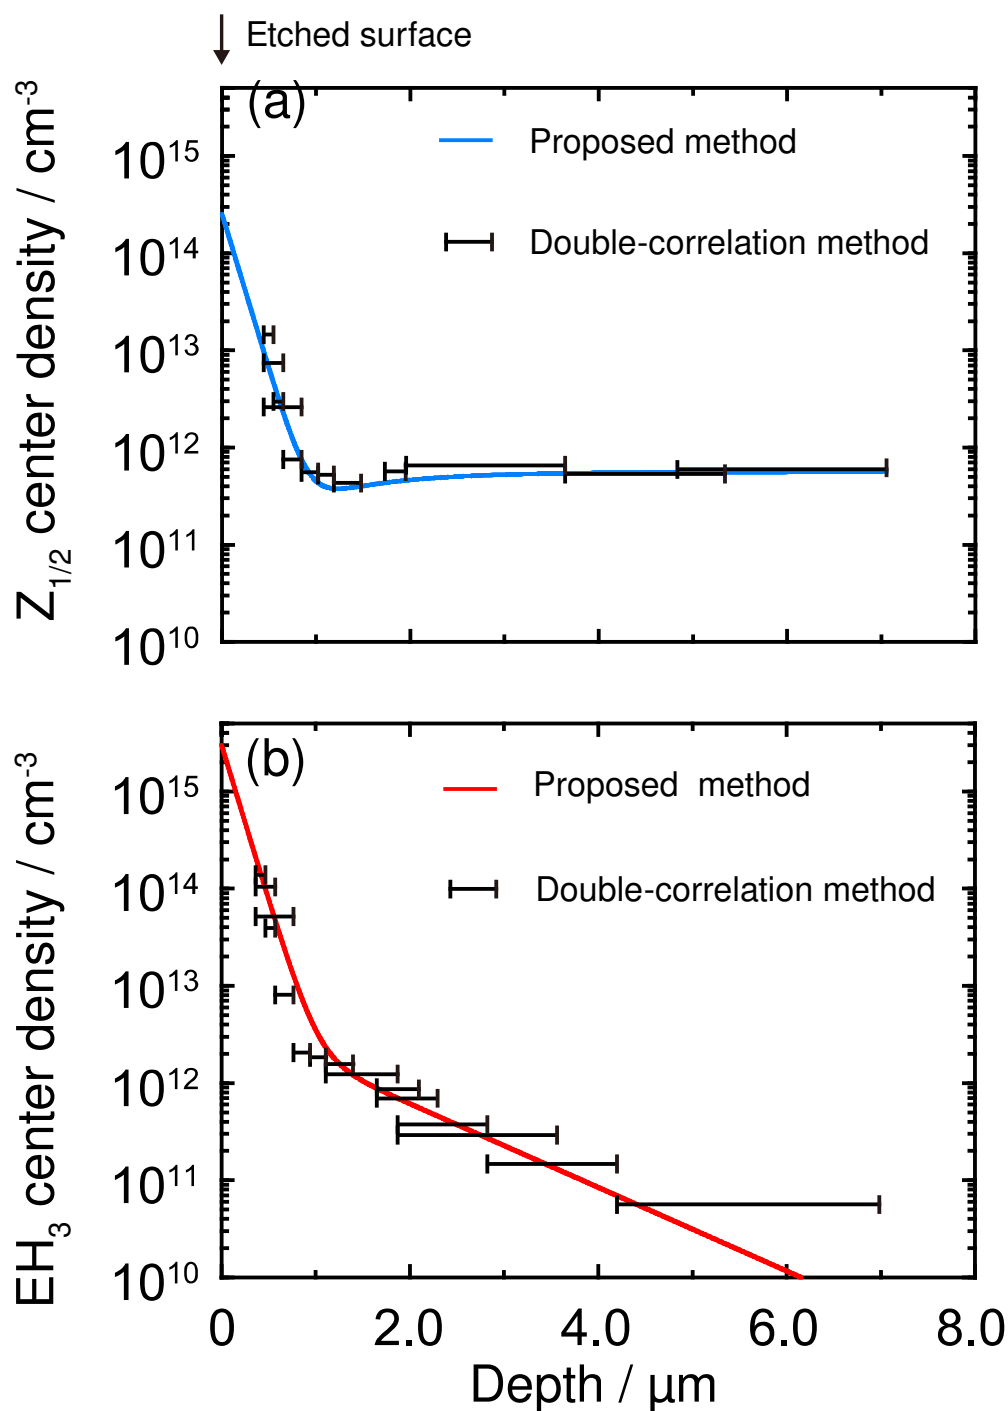 Etched surface
(a)
Proposed method
Double-correlation method
Z1/2 center density / cm-3
10^15
10^14
10^13
10^12
10^11
10^10
(b)
Proposed  method
Double-correlation method
EH3 center density / cm-3
10^15
10^14
10^13
10^12
10^11
10^10
0 2.0 4.0 6.0 8.0
Depth / μm